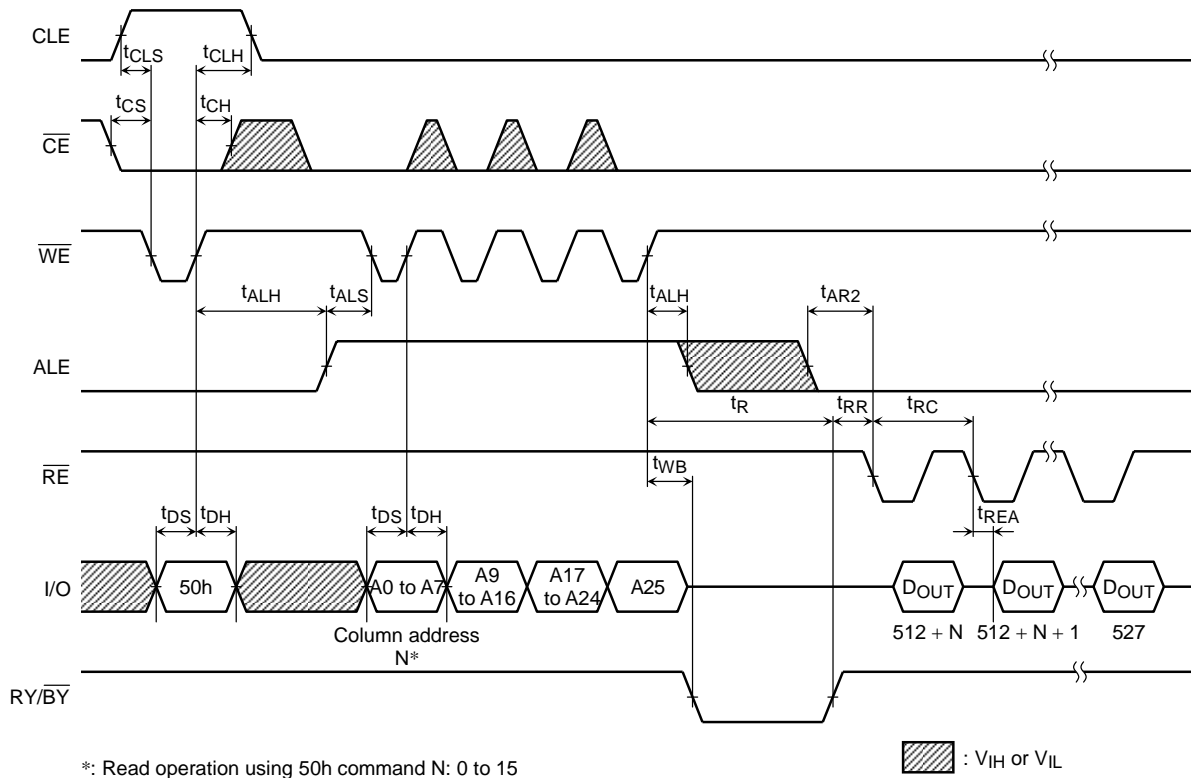 CLE
tCLS
tCLH
tCS
tCH
CE
WE
tALH
tALS
tALH
tAR2
ALE
tR
tRR
tRC
RE
tWB
tDS
tDH
tDS
tDH
tREA
I/O
50h
A0 to A7
A9
to A16
A17
to A24
A25
DOUT
DOUT
DOUT
512 + N
512 + N + 1
527
Column address
N*
RY/BY
*: Read operation using 50h command N: 0 to 15
: VIH or VIL